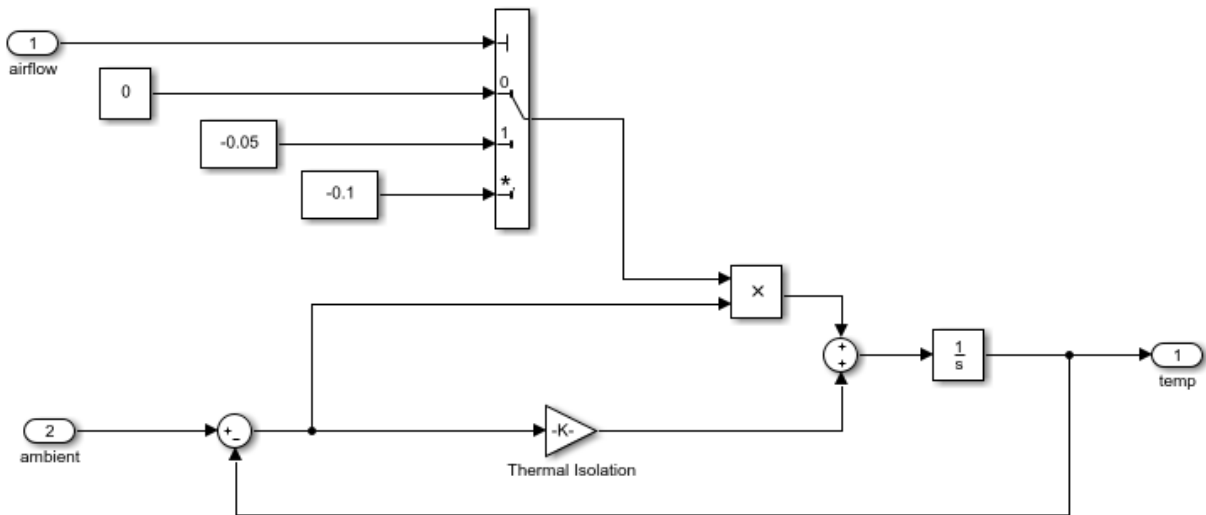 1
airflow
0
0
-0.05
1
-0.1
*,
×
+
+
1
s
1
temp
2
ambient
+
−
-K-
Thermal Isolation